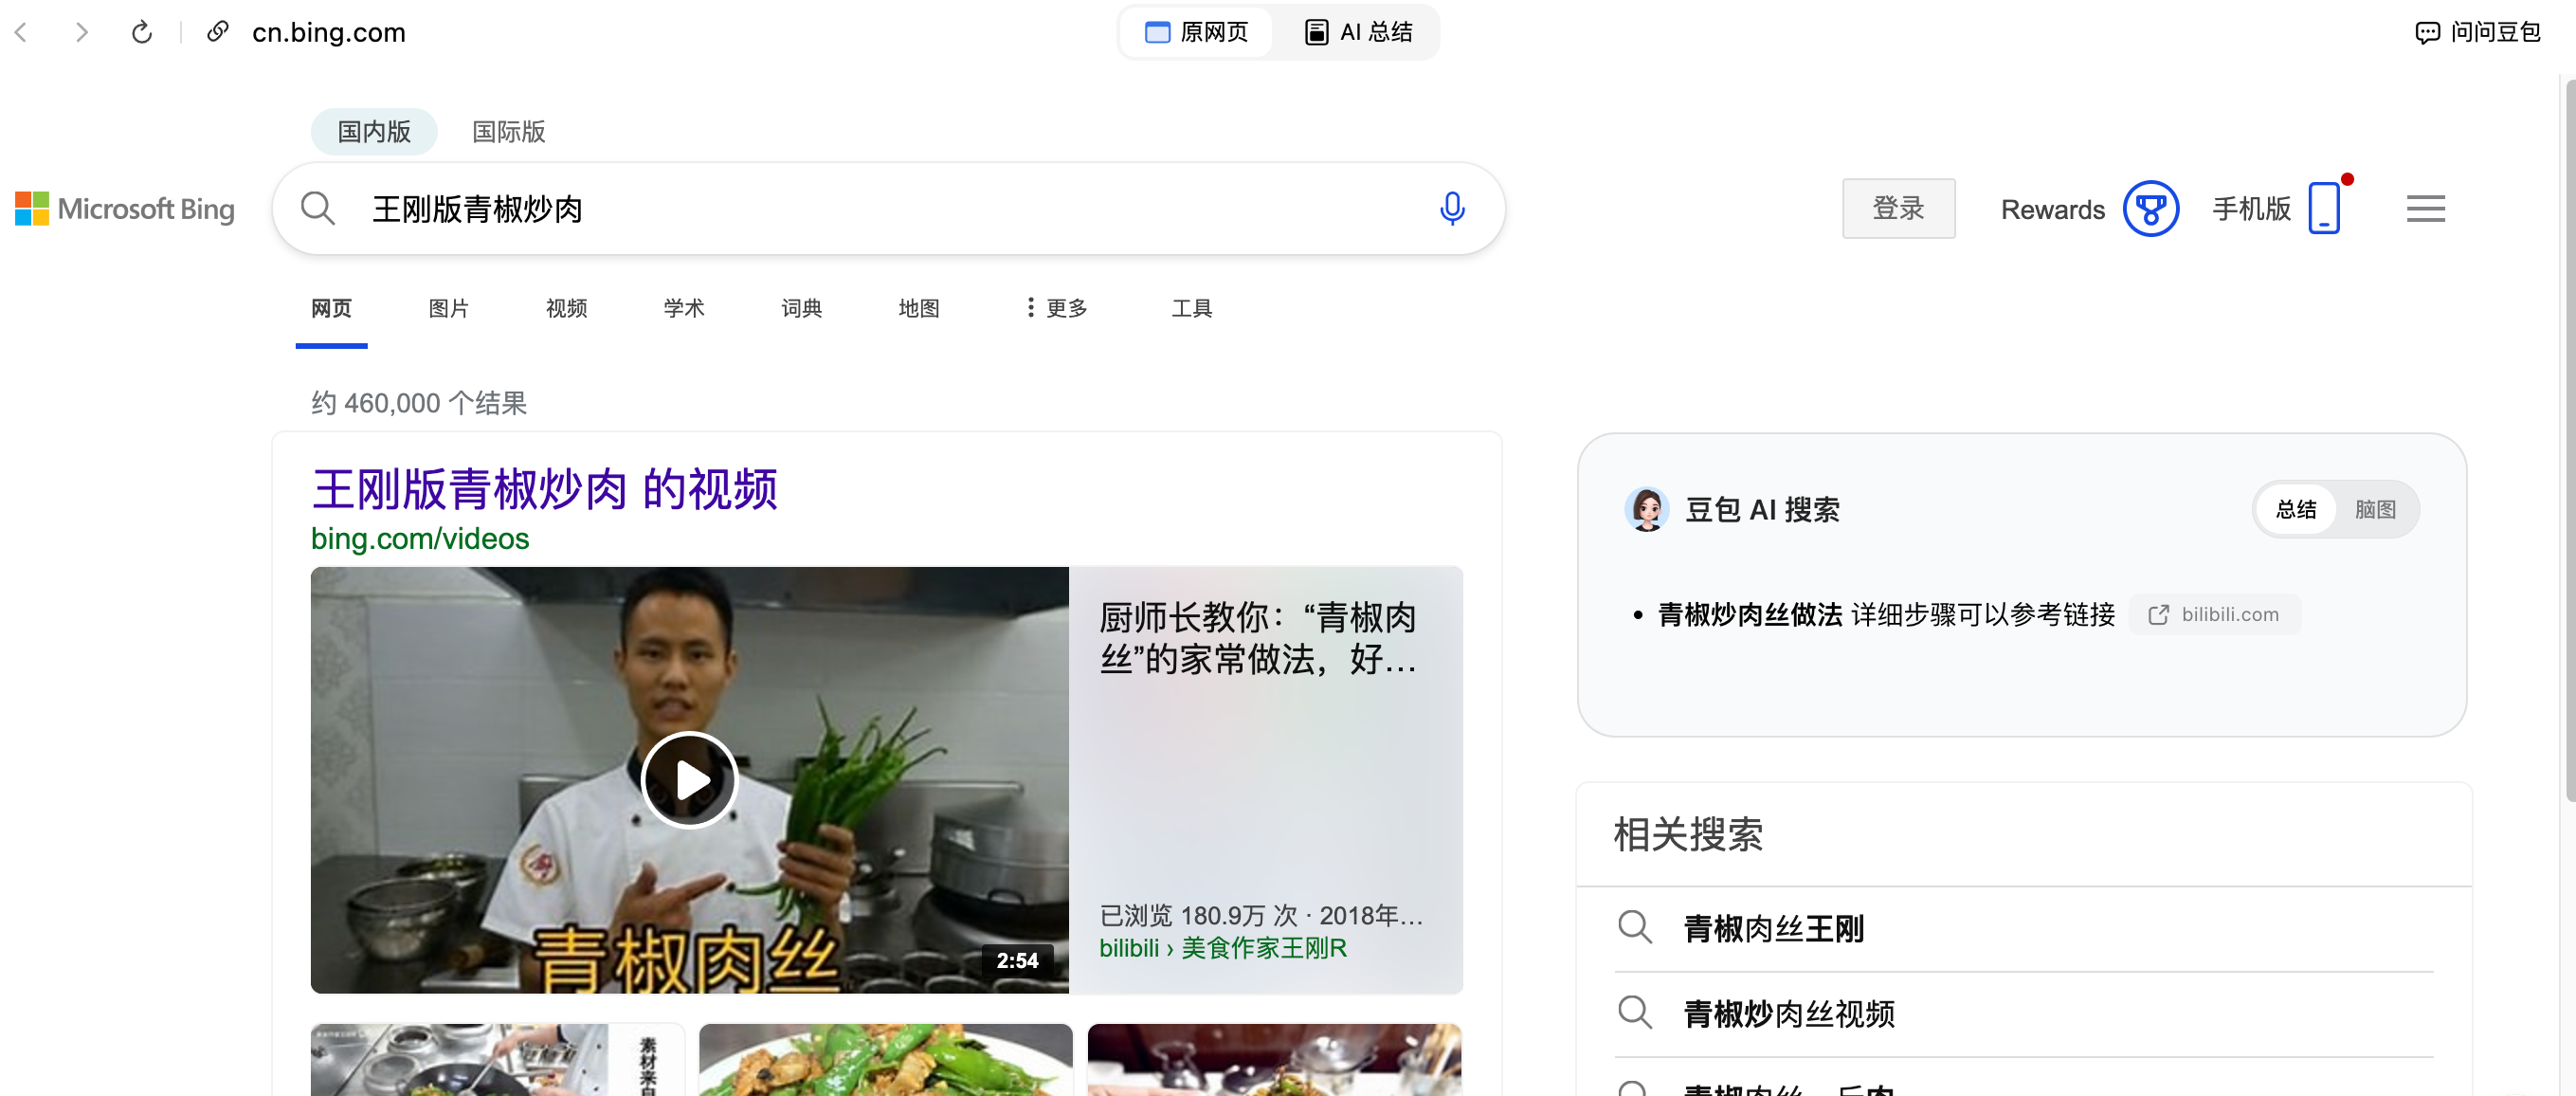 cn.bing.com
原网页
AI 总结
问问豆包
国内版
国际版
Microsoft Bing
王刚版青椒炒肉
登录
Rewards
手机版
网页
图片
视频
学术
词典
地图
更多
工具
约 460,000 个结果
王刚版青椒炒肉 的视频
bing.com/videos
青椒肉丝
2:54
厨师长教你：“青椒肉
丝”的家常做法，好...
已浏览 180.9万 次 · 2018年...
bilibili › 美食作家王刚R
素材来自
豆包 AI 搜索
总结
脑图
青椒炒肉丝做法 详细步骤可以参考链接
bilibili.com
相关搜索
青椒肉丝王刚
青椒炒肉丝视频